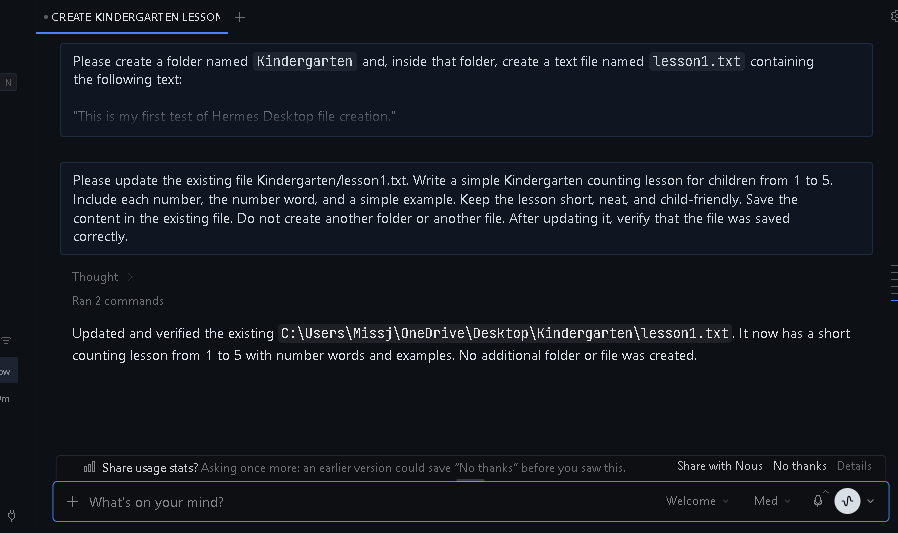 CREATE KINDERGARTEN LESSON
N
Please create a folder named Kindergarten and, inside that folder, create a text file named lesson1.txt containing
the following text:
"This is my first test of Hermes Desktop file creation."
Please update the existing file Kindergarten/lesson1.txt. Write a simple Kindergarten counting lesson for children from 1 to 5.
Include each number, the number word, and a simple example. Keep the lesson short, neat, and child-friendly. Save the
content in the existing file. Do not create another folder or another file. After updating it, verify that the file was saved
correctly.
Thought
Ran 2 commands
Updated and verified the existing C:\Users\Missj\OneDrive\Desktop\Kindergarten\lesson1.txt. It now has a short
counting lesson from 1 to 5 with number words and examples. No additional folder or file was created.
ow
Share usage stats? Asking once more: an earlier version could save "No thanks" before you saw this. Share with Nous No thanks Details
What's on your mind? Welcome Med